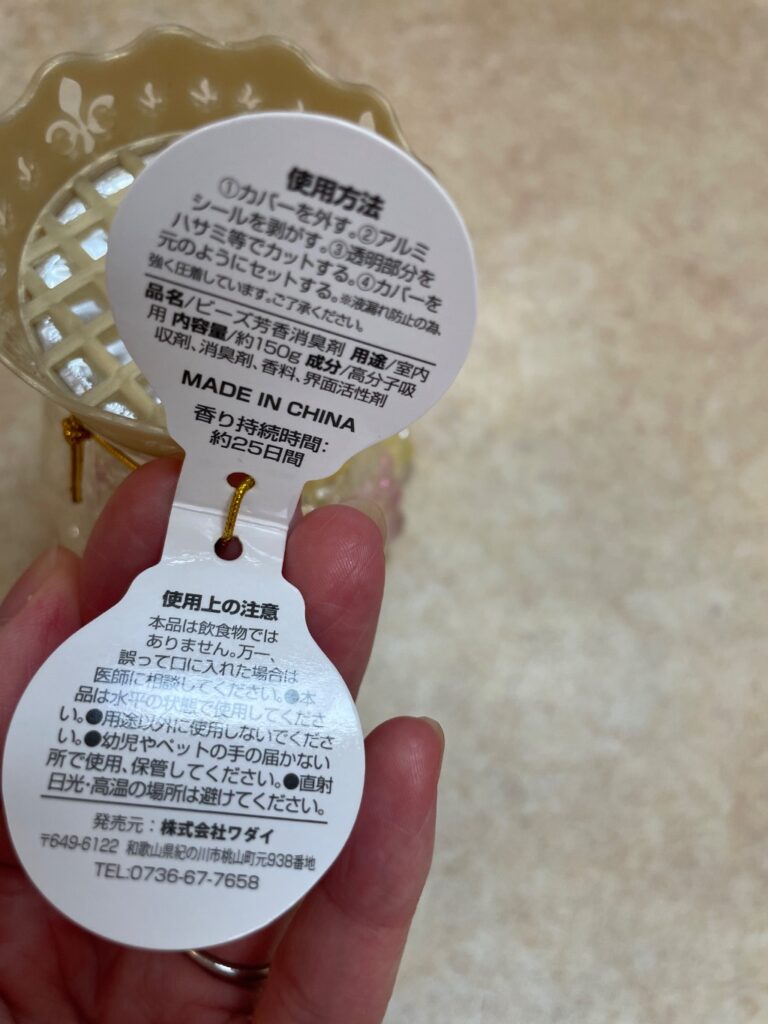 使用方法
①カバーを外す。②アルミ
シールを剥がす。③透明部分を
ハサミ等でカットする。④カバーを
元のようにセットする。※液漏れ防止の為、
強く圧着しています。ご了承ください。
品名/ビーズ芳香消臭剤 用途/室内
用 内容量/約150g 成分/高分子吸
収剤、消臭剤、香料、界面活性剤
MADE IN CHINA
香り持続時間:
約25日間
使用上の注意
本品は飲食物では
ありません。万一、
誤って口に入れた場合は
医師に相談してください。●本
品は水平の状態で使用してくださ
い。●用途以外に使用しないでくださ
い。●幼児やペットの手の届かない
所で使用、保管してください。●直射
日光・高温の場所は避けてください。
発売元:株式会社ワダイ
〒649-6122 和歌山県紀の川市桃山町元938番地
TEL:0736-67-7658